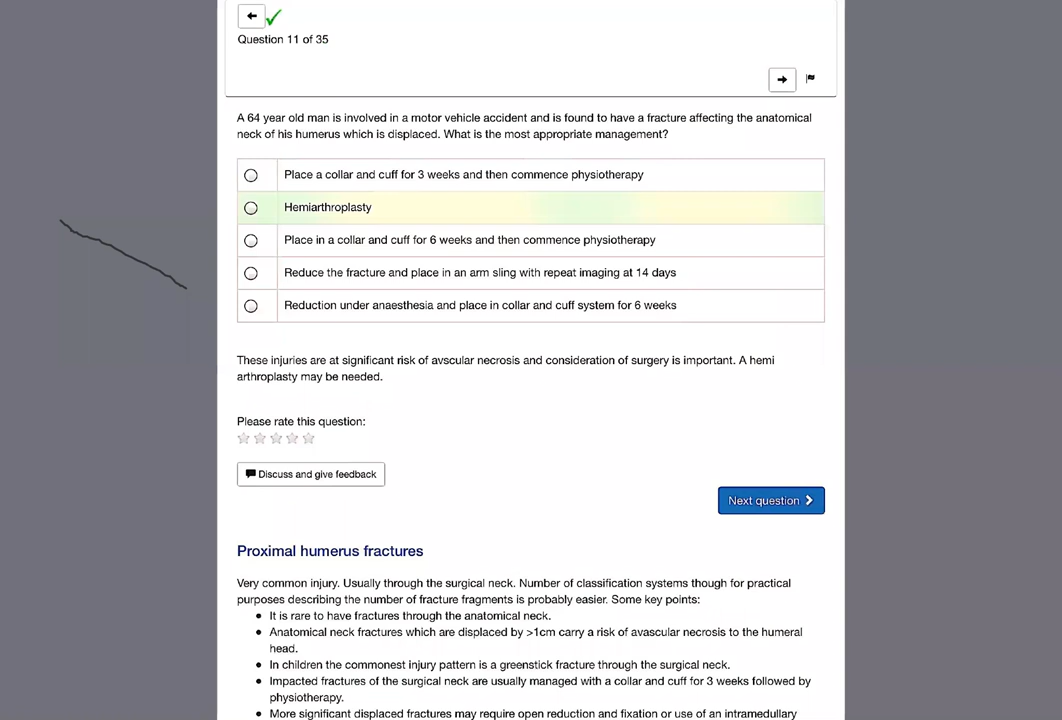 Question 11 of 35
A 64 year old man is involved in a motor vehicle accident and is found to have a fracture affecting the anatomical
neck of his humerus which is displaced. What is the most appropriate management?
Place a collar and cuff for 3 weeks and then commence physiotherapy
Hemiarthroplasty
Place in a collar and cuff for 6 weeks and then commence physiotherapy
Reduce the fracture and place in an arm sling with repeat imaging at 14 days
Reduction under anaesthesia and place in collar and cuff system for 6 weeks
These injuries are at significant risk of avscular necrosis and consideration of surgery is important. A hemi
arthroplasty may be needed.
Please rate this question:
Discuss and give feedback
Next question
Proximal humerus fractures
Very common injury. Usually through the surgical neck. Number of classification systems though for practical
purposes describing the number of fracture fragments is probably easier. Some key points:
• It is rare to have fractures through the anatomical neck.
• Anatomical neck fractures which are displaced by >1cm carry a risk of avascular necrosis to the humeral
head.
• In children the commonest injury pattern is a greenstick fracture through the surgical neck.
• Impacted fractures of the surgical neck are usually managed with a collar and cuff for 3 weeks followed by
physiotherapy.
• More significant displaced fractures may require open reduction and fixation or use of an intramedullary